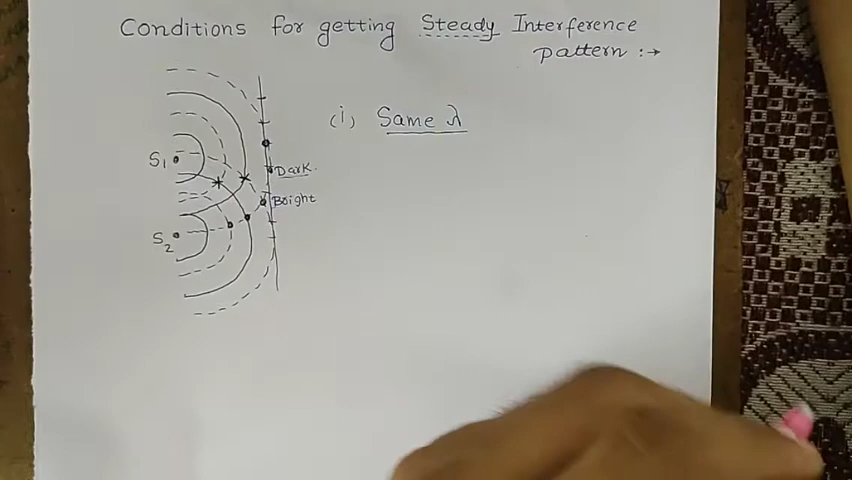 Conditions for getting Steady Interference
pattern :→
(i) Same λ
S1
Dark.
Bright
S2